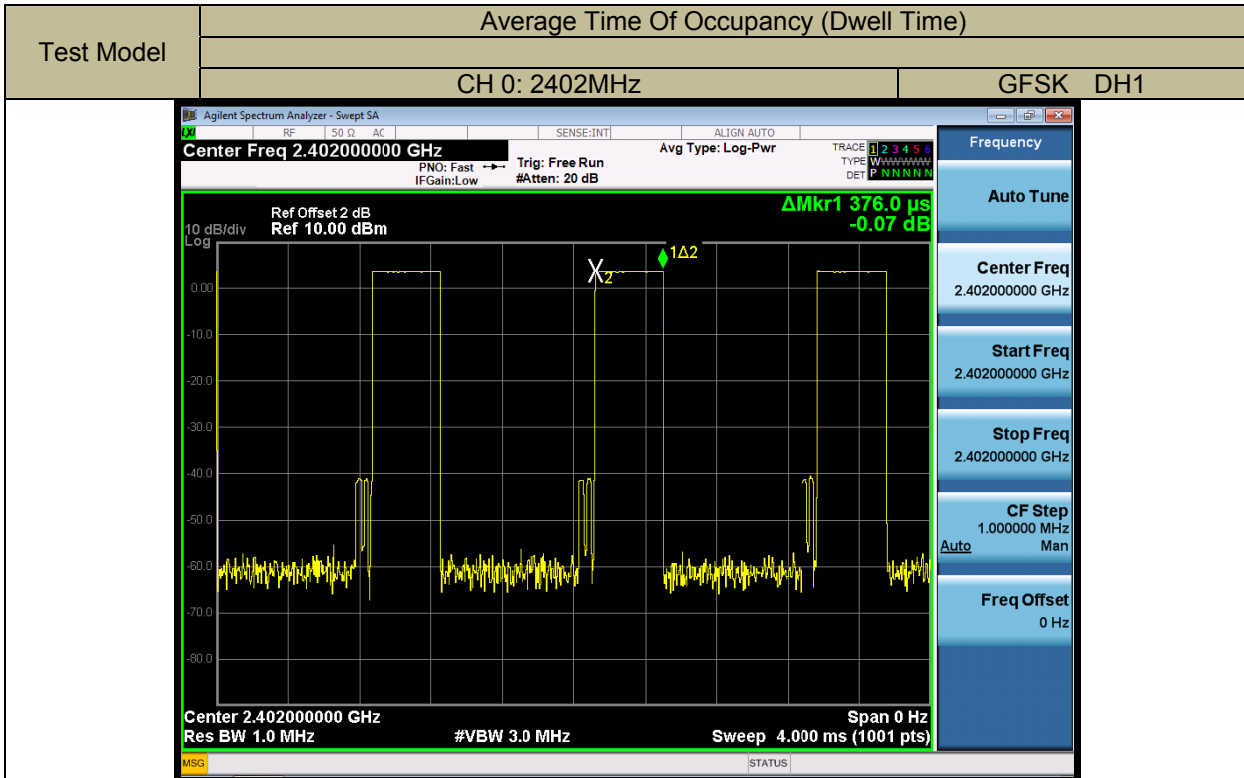 Test Model
Average Time Of Occupancy (Dwell Time)
CH 0: 2402MHz
GFSK DH1
Agilent Spectrum Analyzer - Swept SA
LXI RF 50 Ω AC SENSE:INT ALIGN AUTO
Center Freq 2.402000000 GHz
PNO: Fast
IFGain:Low
Trig: Free Run
#Atten: 20 dB
Avg Type: Log-Pwr
TRACE 1 2 3 4 5 6
TYPE WWWWWW
DET P N N N N N
ΔMkr1 376.0 µs
-0.07 dB
Ref Offset 2 dB
10 dB/div Ref 10.00 dBm
Log
1Δ2
X2
0.00
-10.0
-20.0
-30.0
-40.0
-50.0
-60.0
-70.0
-80.0
Center 2.402000000 GHz Span 0 Hz
Res BW 1.0 MHz #VBW 3.0 MHz Sweep 4.000 ms (1001 pts)
MSG STATUS
Frequency
Auto Tune
Center Freq
2.402000000 GHz
Start Freq
2.402000000 GHz
Stop Freq
2.402000000 GHz
CF Step
1.000000 MHz
Auto Man
Freq Offset
0 Hz